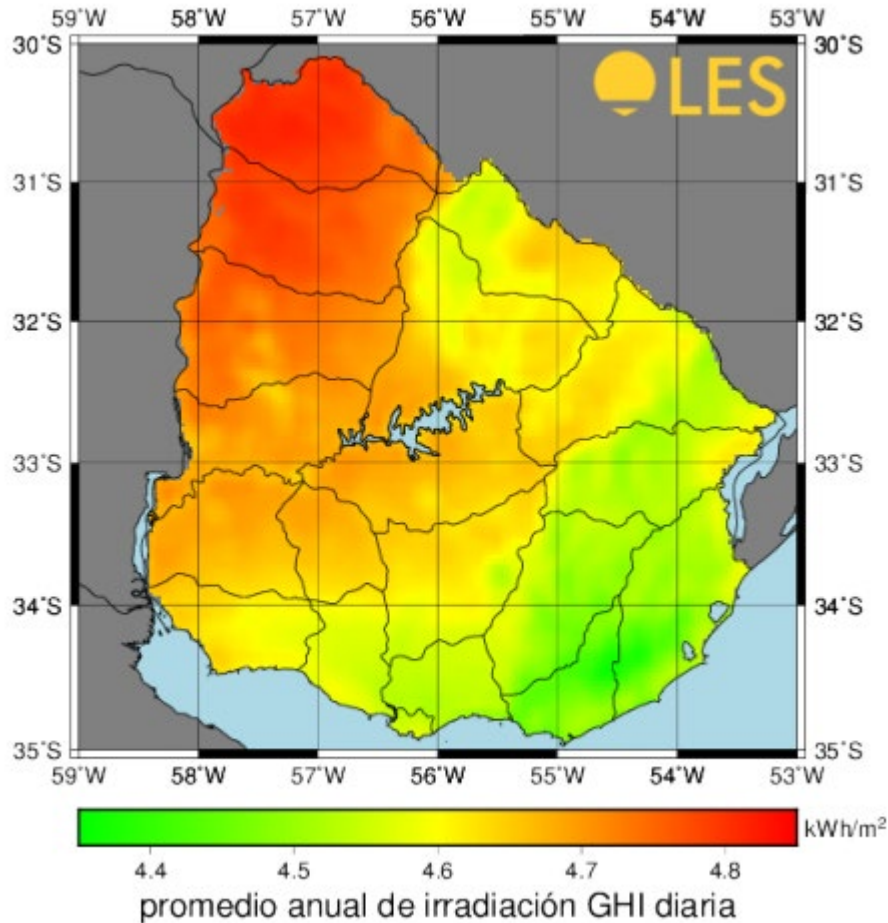 59°W 58°W 57°W 56°W 55°W 54°W 53°W
30°S 30°S
LES
31°S 31°S
32°S 32°S
33°S 33°S
34°S 34°S
35°S 35°S
59°W 58°W 57°W 56°W 55°W 54°W 53°W
kWh/m²
4.4 4.5 4.6 4.7 4.8
promedio anual de irradiación GHI diaria